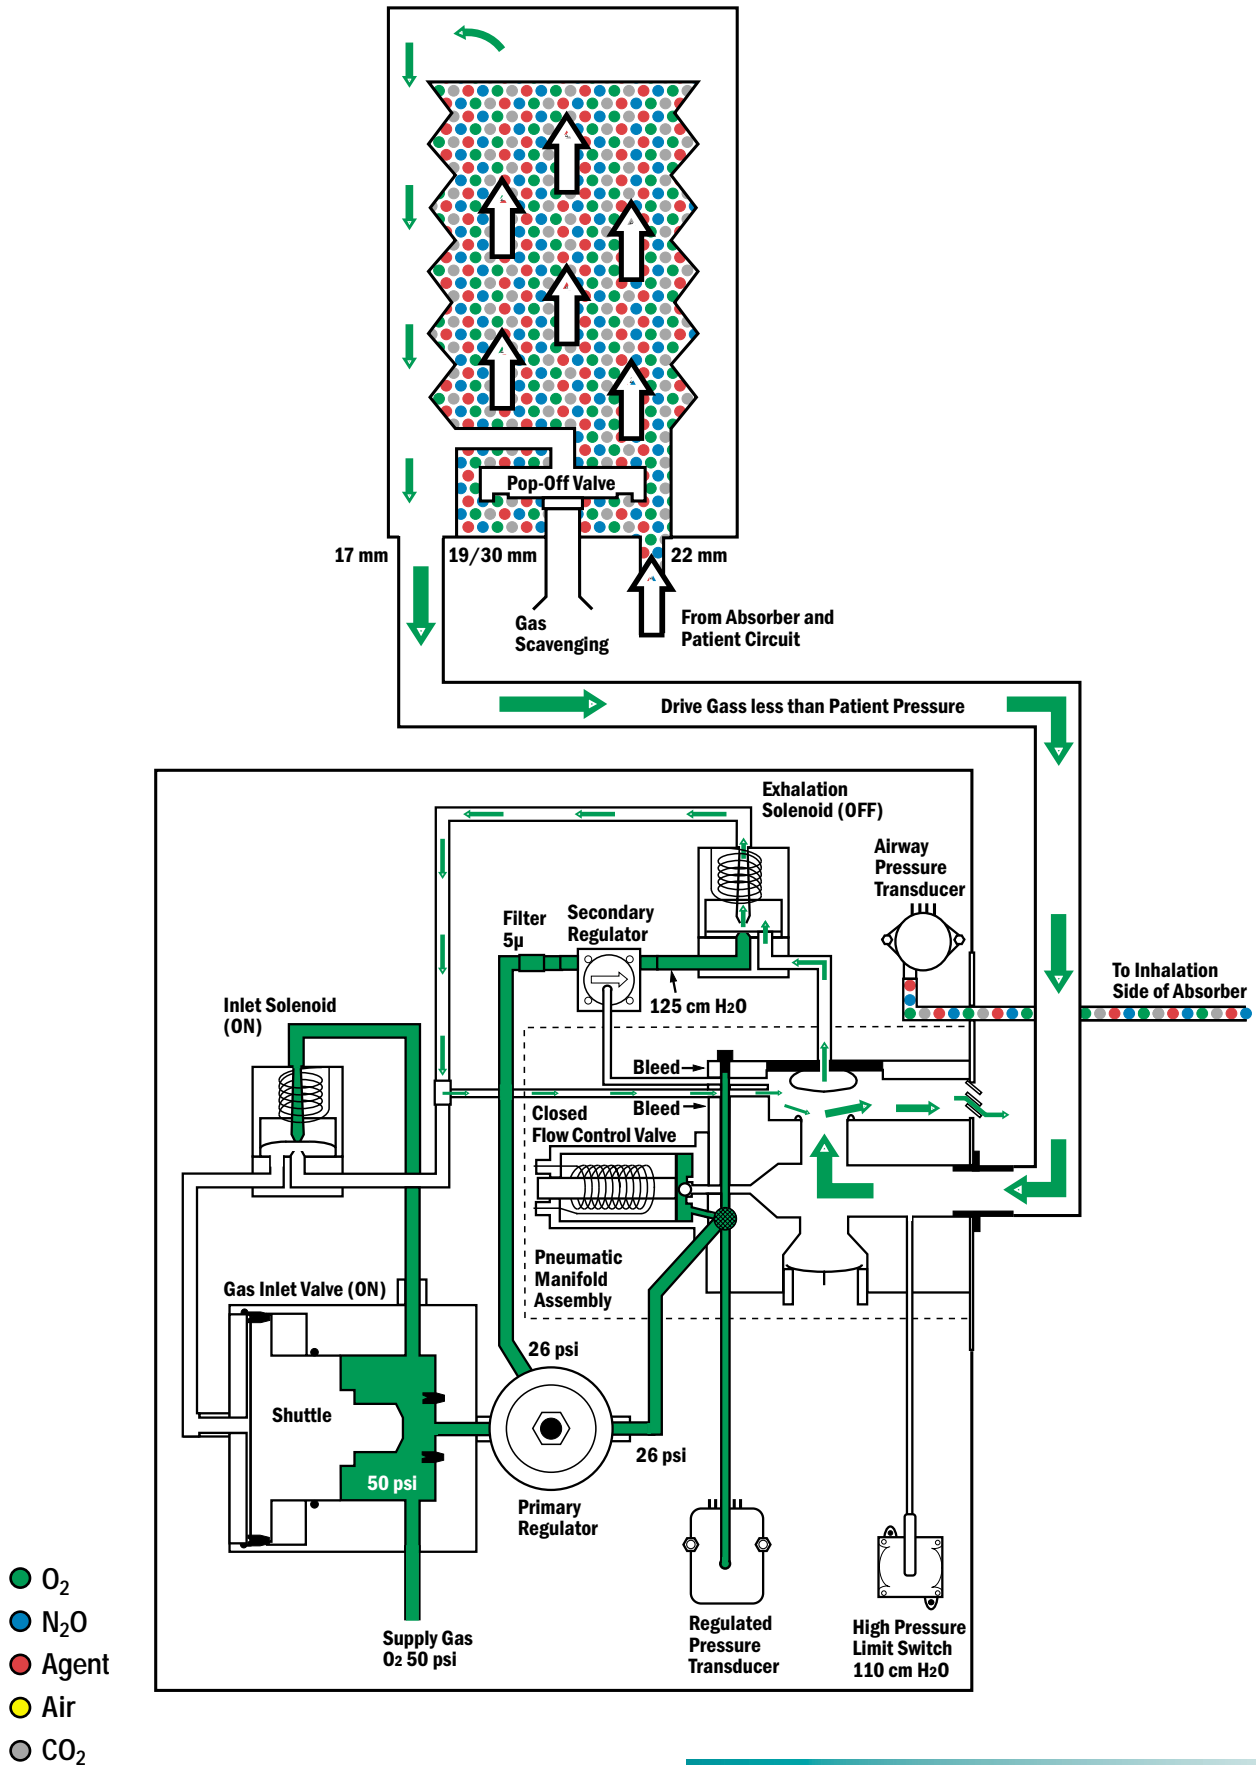 Pop-Off Valve
17 mm
19/30 mm
22 mm
Gas
Scavenging
From Absorber and
Patient Circuit
Drive Gass less than Patient Pressure
Exhalation
Solenoid (OFF)
Airway
Pressure
Transducer
Filter
5µ
Secondary
Regulator
125 cm H2O
To Inhalation
Side of Absorber
Inlet Solenoid
(ON)
Bleed
Bleed
Closed
Flow Control Valve
Pneumatic
Manifold
Assembly
Gas Inlet Valve (ON)
26 psi
Shuttle
50 psi
26 psi
Primary
Regulator
Supply Gas
O2 50 psi
Regulated
Pressure
Transducer
High Pressure
Limit Switch
110 cm H2O
O₂
N₂O
Agent
Air
CO₂